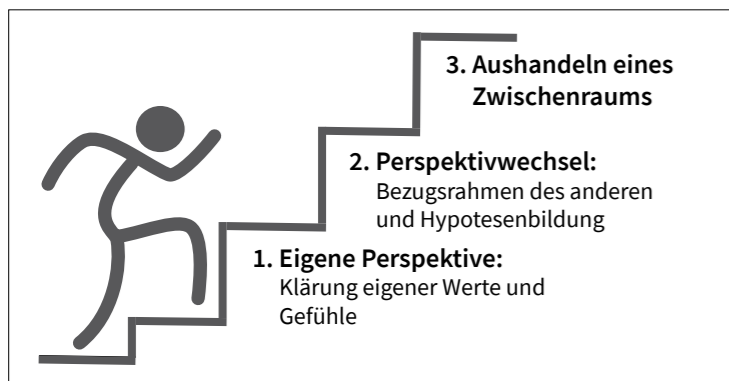 3. Aushandeln eines
Zwischenraums
2. Perspektivwechsel:
Bezugsrahmen des anderen
und Hypotesenbildung
1. Eigene Perspektive:
Klärung eigener Werte und
Gefühle